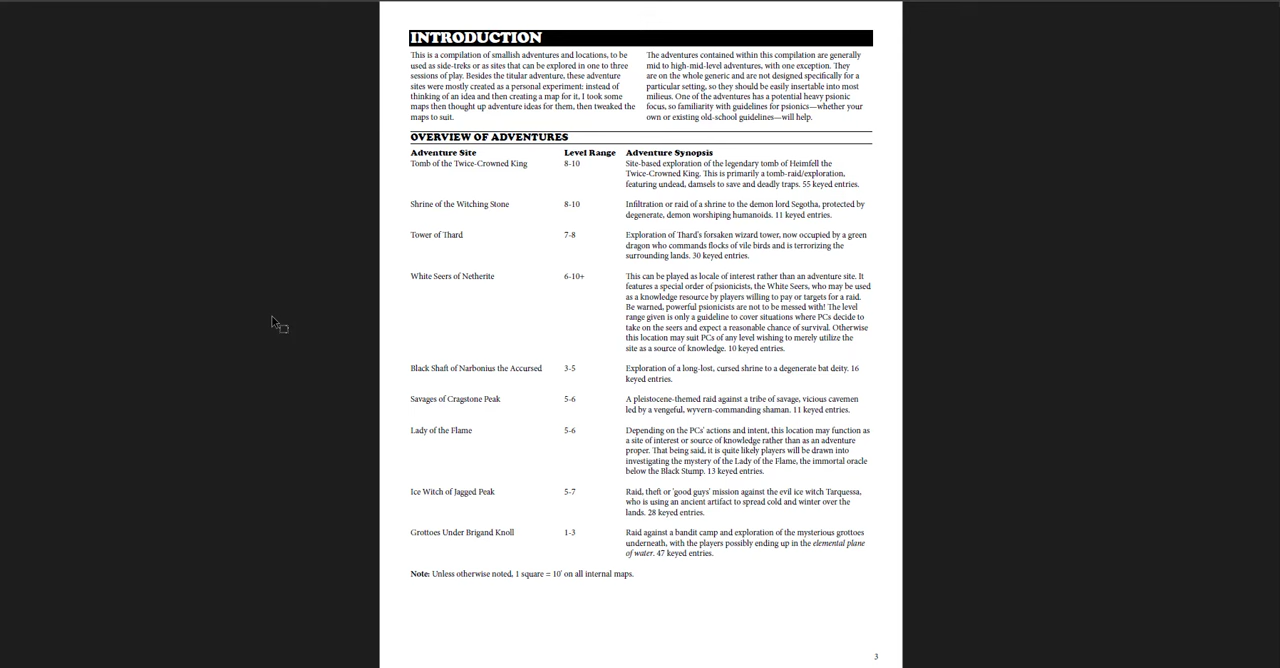 INTRODUCTION
This is a compilation of smallish adventures and locations, to be
used as side-treks or as sites that can be explored in one to three
sessions of play. Besides the titular adventure, these adventure
sites were mostly created as a personal experiment: instead of
thinking of an idea and then creating a map for it, I took some
maps then thought up adventure ideas for them, then tweaked the
maps to suit.
The adventures contained within this compilation are generally
mid to high-mid-level adventures, with one exception. They
are on the whole generic and are not designed specifically for a
particular setting, so they should be easily insertable into most
milieus. One of the adventures has a potential heavy psionic
focus, so familiarity with guidelines for psionics—whether your
own or existing old-school guidelines—will help.
OVERVIEW OF ADVENTURES
Adventure Site Level Range Adventure Synopsis
Tomb of the Twice-Crowned King 8-10 Site-based exploration of the legendary tomb of Heimfell the
Twice-Crowned King. This is primarily a tomb-raid/exploration,
featuring undead, damsels to save and deadly traps. 55 keyed entries.
Shrine of the Witching Stone 8-10 Infiltration or raid of a shrine to the demon lord Segotha, protected by
degenerate, demon worshiping humanoids. 11 keyed entries.
Tower of Thard 7-8 Exploration of Thard's forsaken wizard tower, now occupied by a green
dragon who commands flocks of vile birds and is terrorizing the
surrounding lands. 30 keyed entries.
White Seers of Netherite 6-10+ This can be played as locale of interest rather than an adventure site. It
features a special order of psionicists, the White Seers, who may be used
as a knowledge resource by players willing to pay or targets for a raid.
Be warned, powerful psionicists are not to be messed with! The level
range given is only a guideline to cover situations where PCs decide to
take on the seers and expect a reasonable chance of survival. Otherwise
this location may suit PCs of any level wishing to merely utilize the
site as a source of knowledge. 10 keyed entries.
Black Shaft of Narbonius the Accursed 3-5 Exploration of a long-lost, cursed shrine to a degenerate bat deity. 16
keyed entries.
Savages of Cragstone Peak 5-6 A pleistocene-themed raid against a tribe of savage, vicious cavemen
led by a vengeful, wyvern-commanding shaman. 11 keyed entries.
Lady of the Flame 5-6 Depending on the PCs' actions and intent, this location may function as
a site of interest or source of knowledge rather than as an adventure
proper. That being said, it is quite likely players will be drawn into
investigating the mystery of the Lady of the Flame, the immortal oracle
below the Black Stump. 13 keyed entries.
Ice Witch of Jagged Peak 5-7 Raid, theft or 'good guys' mission against the evil ice witch Tarquessa,
who is using an ancient artifact to spread cold and winter over the
lands. 28 keyed entries.
Grottoes Under Brigand Knoll 1-3 Raid against a bandit camp and exploration of the mysterious grottoes
underneath, with the players possibly ending up in the elemental plane
of water. 47 keyed entries.
Note: Unless otherwise noted, 1 square = 10' on all internal maps.
3